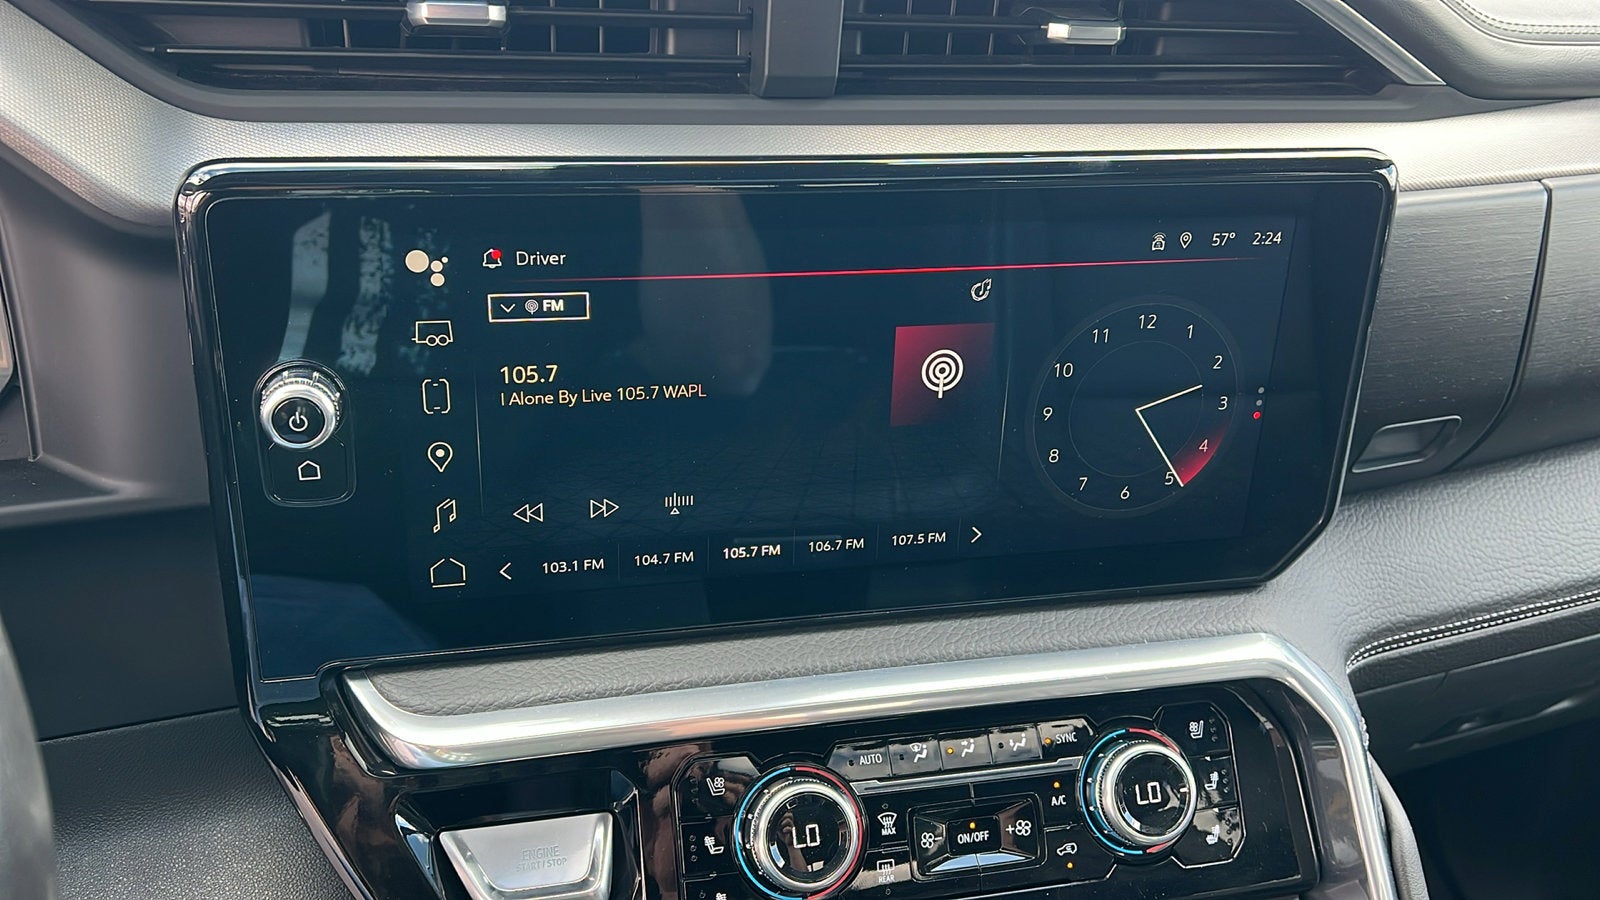 Driver
57° 2:24
FM
105.7
I Alone By Live 105.7 WAPL
12
1
2
3
4
5
6
7
8
9
10
11
103.1 FM
104.7 FM
105.7 FM
106.7 FM
107.5 FM
AUTO
SYNC
A/C
LO
LO
MAX
ON/OFF
REAR
ENGINE
START/STOP